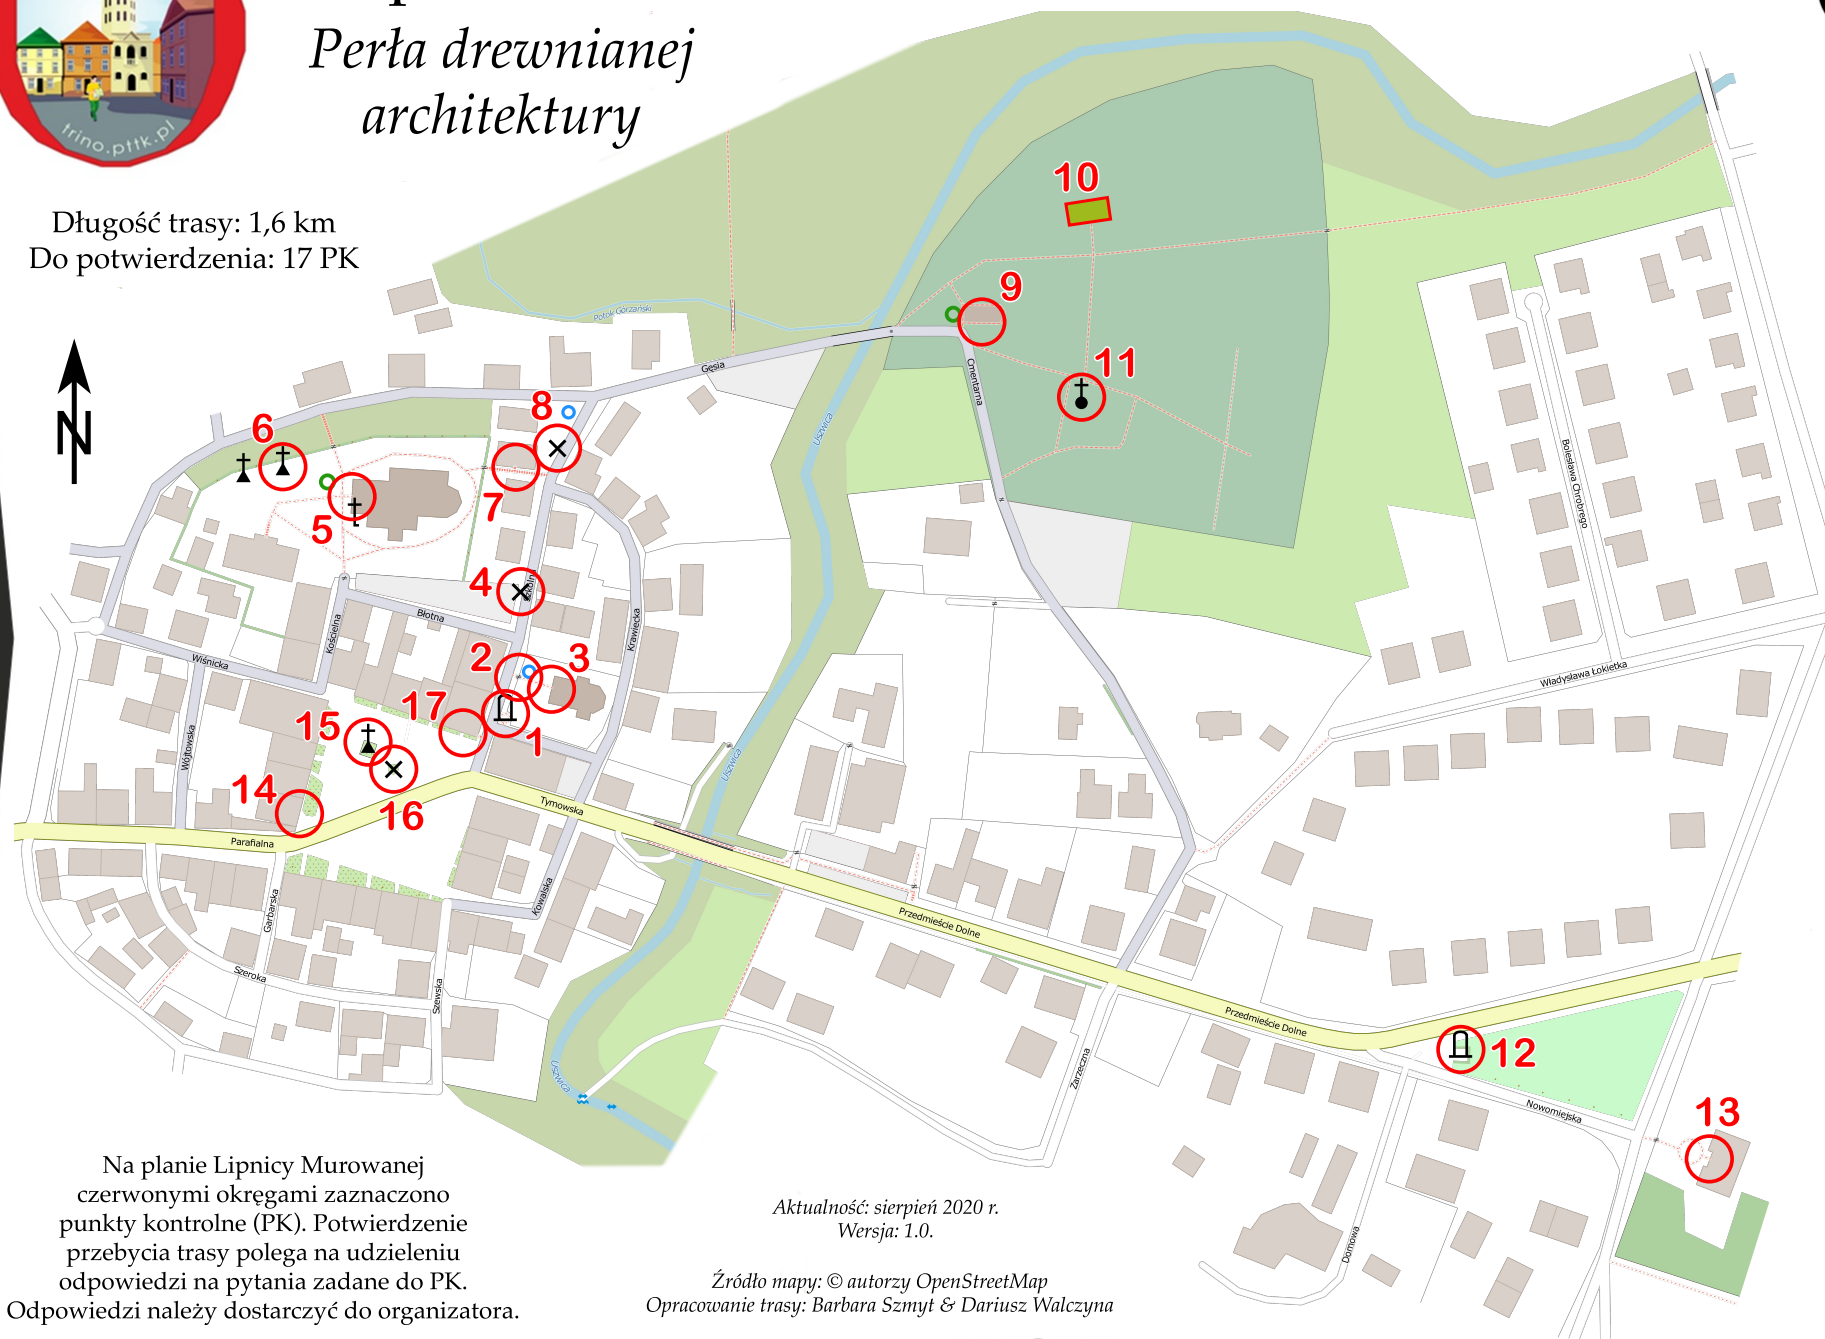 Perła drewnianej
architektury
trino.pttk.pl
Długość trasy: 1,6 km
Do potwierdzenia: 17 PK
N
10
9
11
8
6
7
5
4
2
3
1
17
15
16
14
12
13
Potok Górzański
Gęsia
Cmentarna
Uszwica
Bolesława Chrobrego
Szkolna
Błotna
Kościelna
Krawiecka
Wiśnicka
Władysława Łokietka
Wójtowska
Uszwica
Tymowska
Parafialna
Garbarska
Kowalska
Przedmieście Dolne
Szeroka
Szewska
Przedmieście Dolne
Uszwica
Zarzeczna
Nowomiejska
Domowa
Na planie Lipnicy Murowanej
czerwonymi okręgami zaznaczono
punkty kontrolne (PK). Potwierdzenie
przebycia trasy polega na udzieleniu
odpowiedzi na pytania zadane do PK.
Odpowiedzi należy dostarczyć do organizatora.
Aktualność: sierpień 2020 r.
Wersja: 1.0.
Źródło mapy: © autorzy OpenStreetMap
Opracowanie trasy: Barbara Szmyt & Dariusz Walczyna